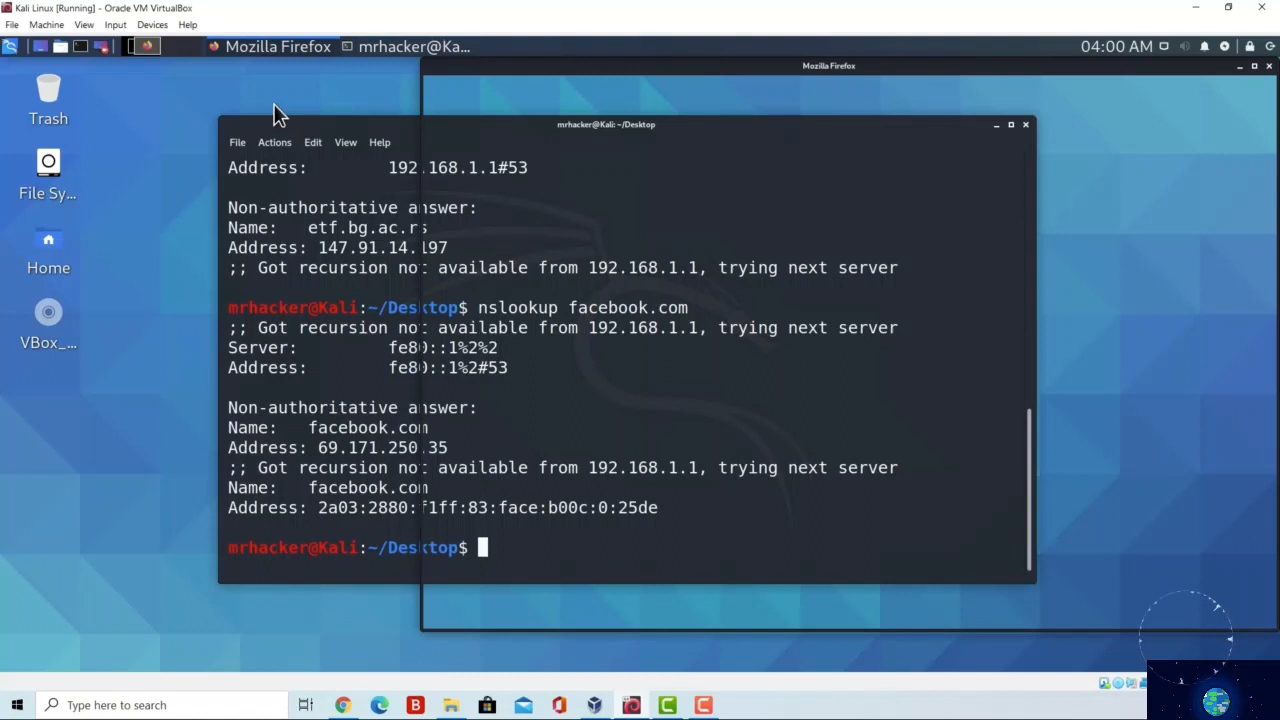 Kali Linux [Running] - Oracle VM VirtualBox
File Machine View Input Devices Help
Mozilla Firefox mrhacker@Ka... 04:00 AM
Mozilla Firefox
Trash
File Sy...
Home
VBox_...
mrhacker@Kali: ~/Desktop
File Actions Edit View Help
Address: 192.168.1.1#53
Non-authoritative answer:
Name: etf.bg.ac.rs
Address: 147.91.14.197
;; Got recursion not available from 192.168.1.1, trying next server
mrhacker@Kali:~/Desktop$ nslookup facebook.com
;; Got recursion not available from 192.168.1.1, trying next server
Server: fe80::1%2%2
Address: fe80::1%2#53
Non-authoritative answer:
Name: facebook.com
Address: 69.171.250.35
;; Got recursion not available from 192.168.1.1, trying next server
Name: facebook.com
Address: 2a03:2880:f1ff:83:face:b00c:0:25de
mrhacker@Kali:~/Desktop$
Type here to search